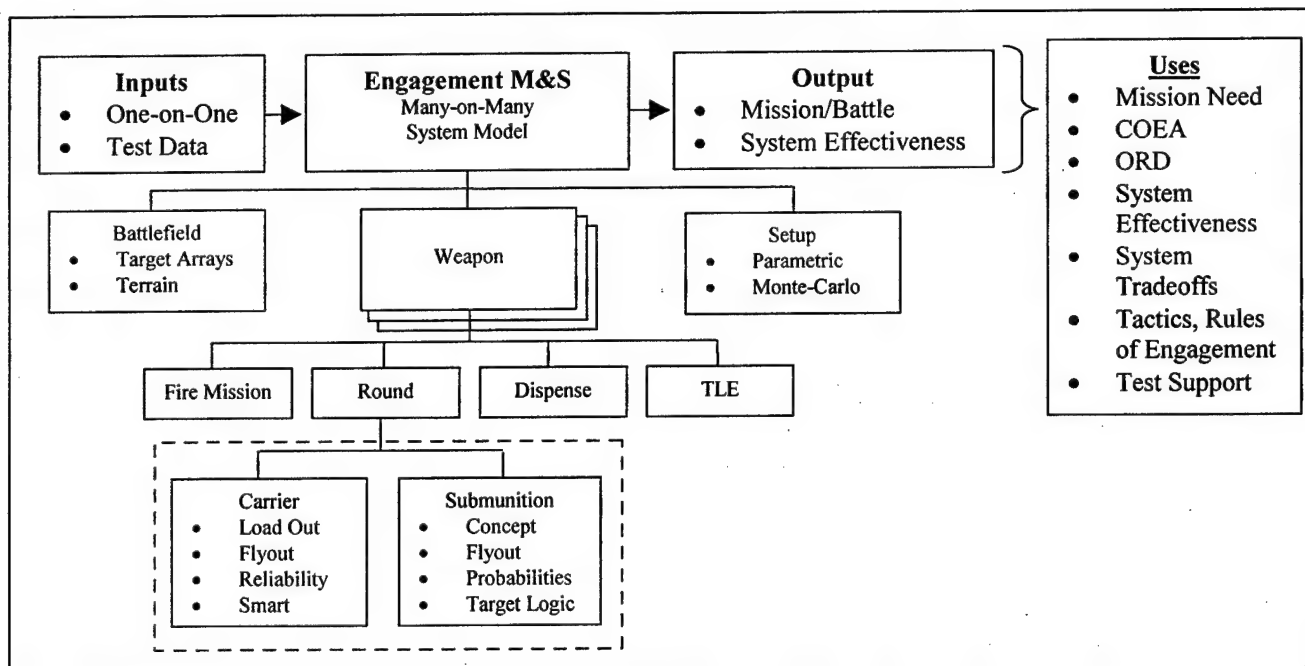 Inputs
• One-on-One
• Test Data
Engagement M&S
Many-on-Many
System Model
Output
• Mission/Battle
• System Effectiveness
Uses
• Mission Need
• COEA
• ORD
• System
Effectiveness
• System
Tradeoffs
• Tactics, Rules
of Engagement
• Test Support
Battlefield
• Target Arrays
• Terrain
Weapon
Setup
• Parametric
• Monte-Carlo
Fire Mission
Round
Dispense
TLE
Carrier
• Load Out
• Flyout
• Reliability
• Smart
Submunition
• Concept
• Flyout
• Probabilities
• Target Logic